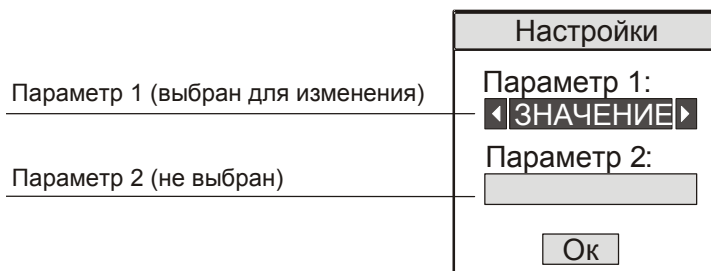 Настройки
Параметр 1 (выбран для изменения)
Параметр 1:
ЗНАЧЕНИЕ
Параметр 2 (не выбран)
Параметр 2:
Ок